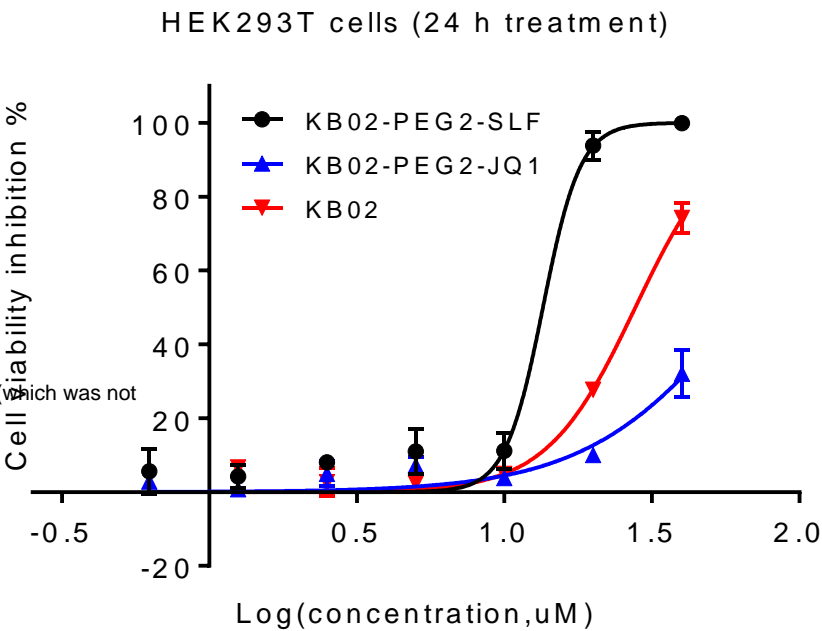 HEK293T cells (24 h treatment)
KB02-PEG2-SLF
KB02-PEG2-JQ1
KB02
Cell viability inhibition %
(which was not
100
80
60
40
20
-20
-0.5
0.5
1.0
1.5
2.0
Log(concentration,uM)